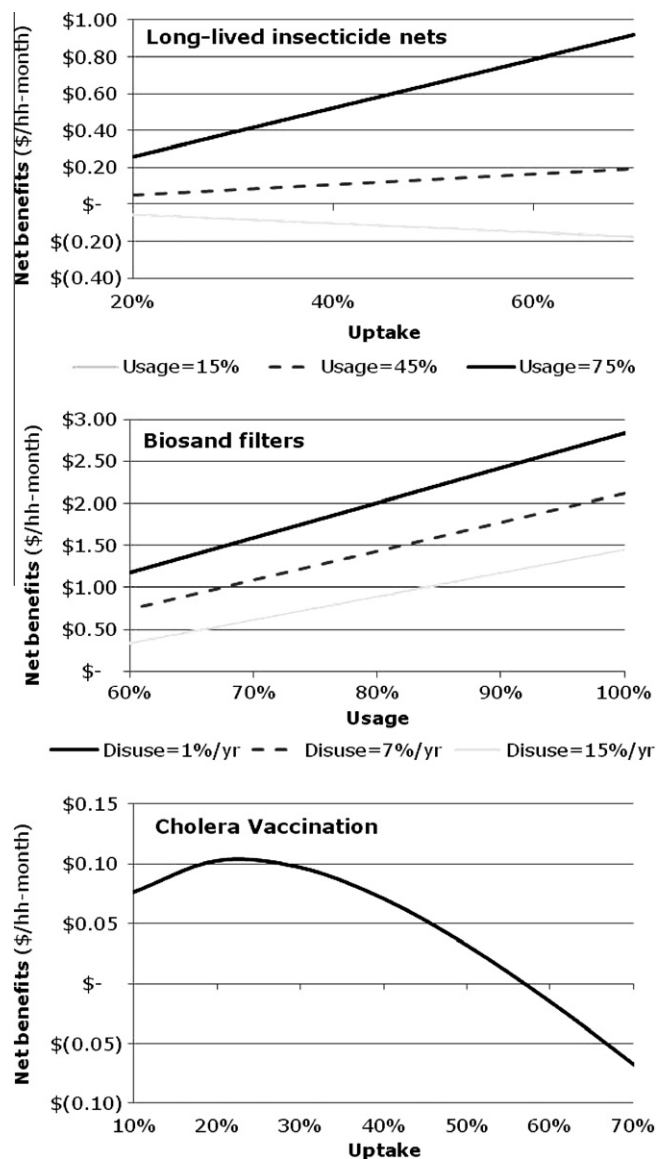 $1.00
Long-lived insecticide nets
$0.80
$0.60
$0.40
$0.20
$-
$(0.20)
$(0.40)
Net benefits ($/hh-month)
20% 40% 60%
Uptake
Usage=15% Usage=45% Usage=75%
$3.00
Biosand filters
$2.50
$2.00
$1.50
$1.00
$0.50
$-
Net benefits ($/hh-month)
60% 70% 80% 90% 100%
Usage
Disuse=1%/yr Disuse=7%/yr Disuse=15%/yr
$0.15
Cholera Vaccination
$0.10
$0.05
$-
$(0.05)
$(0.10)
Net benefits ($/hh-month)
10% 20% 30% 40% 50% 60% 70%
Uptake